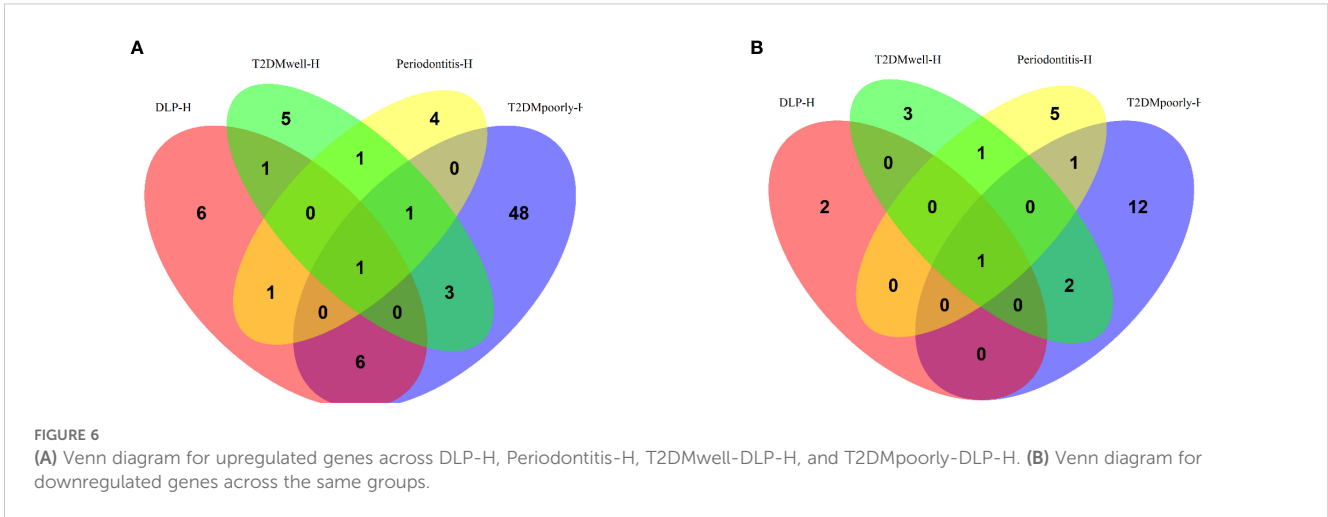 A
B
T2DMwell-H
Periodontitis-H
DLP-H
T2DMpoorly-H
5
4
1
1
0
6
0
1
48
1
1
3
0
0
6
T2DMwell-H
Periodontitis-H
DLP-H
T2DMpoorly-H
3
5
0
1
1
2
0
0
12
1
0
2
0
0
0
FIGURE 6
(A) Venn diagram for upregulated genes across DLP-H, Periodontitis-H, T2DMwell-DLP-H, and T2DMpoorly-DLP-H. (B) Venn diagram for
downregulated genes across the same groups.